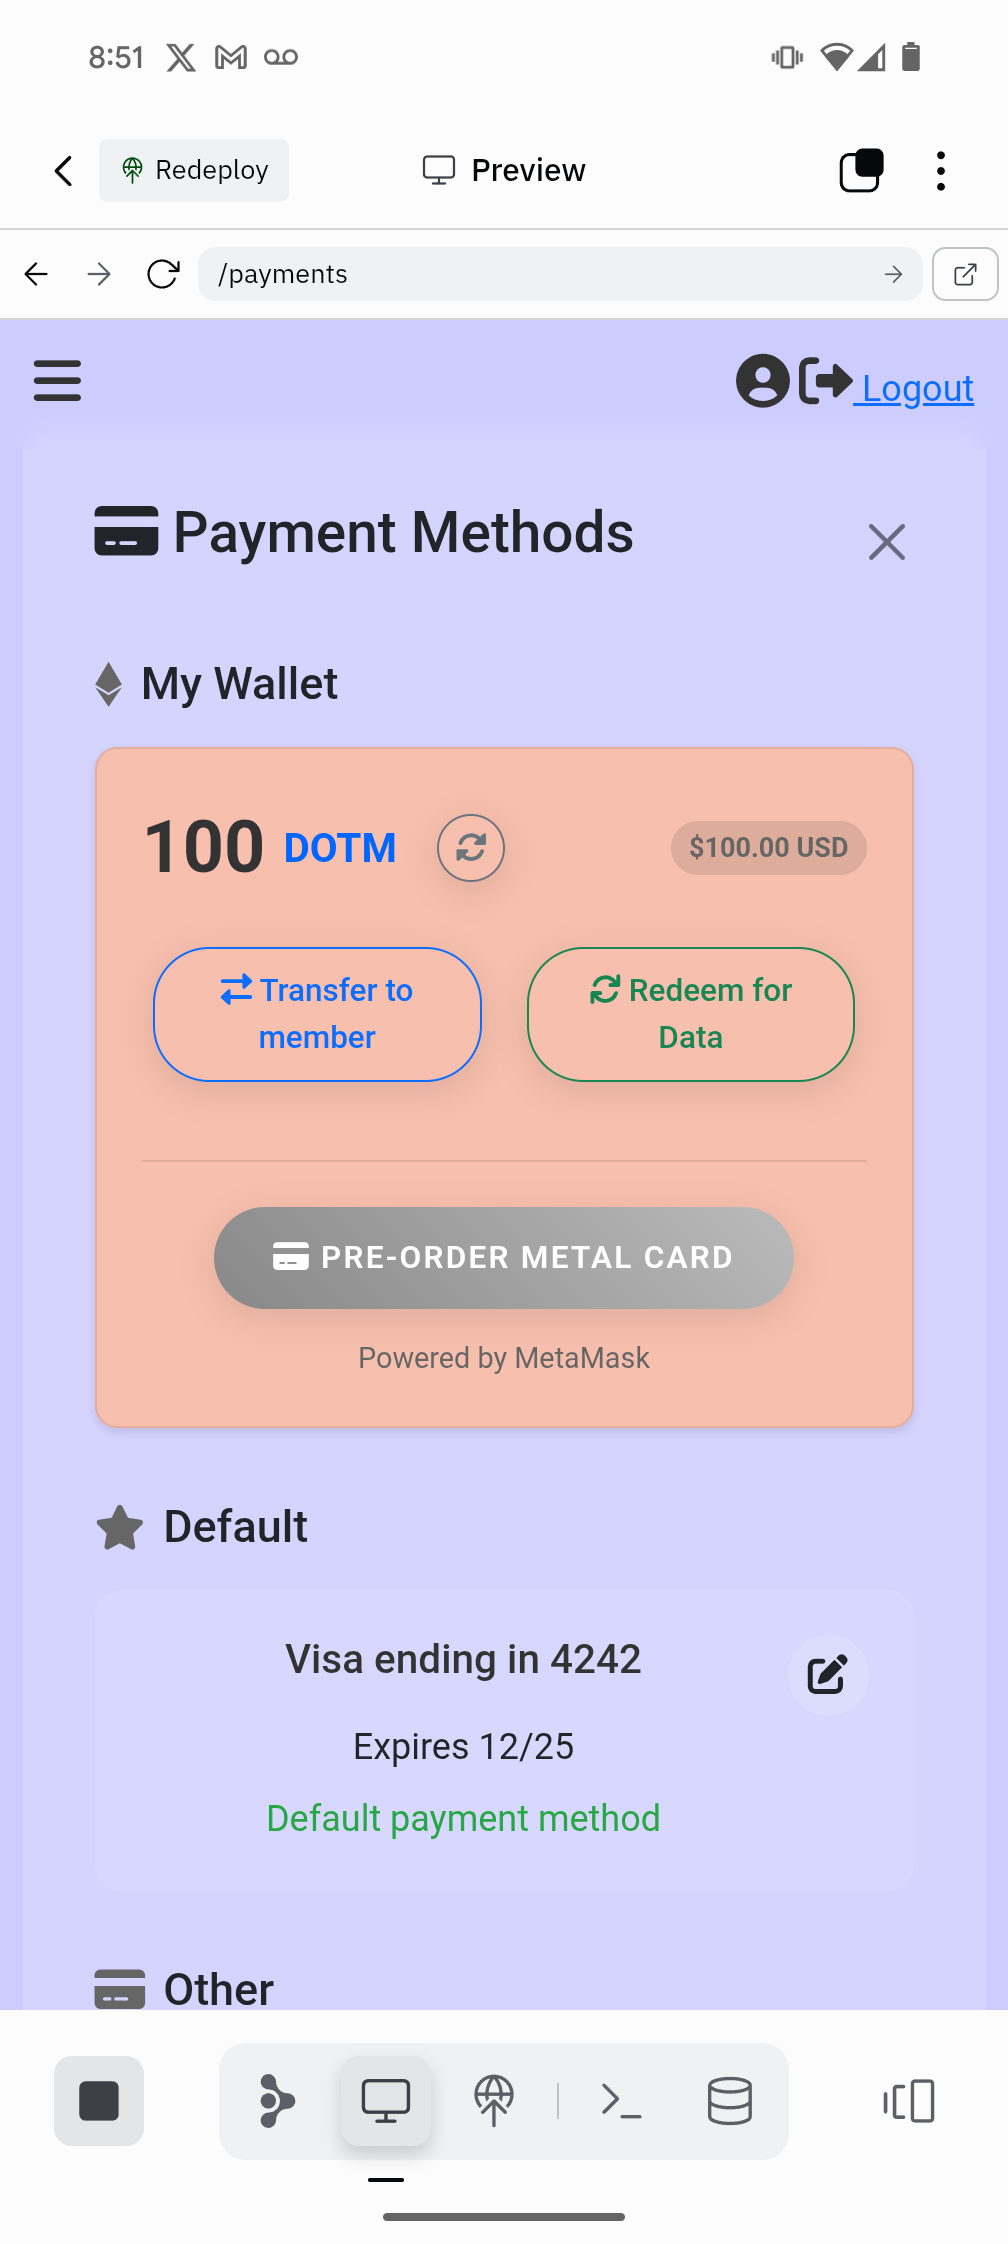 8:51
Redeploy
Preview
/payments
Logout
Payment Methods
My Wallet
100 DOTM
$100.00 USD
Transfer to
member
Redeem for
Data
PRE-ORDER METAL CARD
Powered by MetaMask
Default
Visa ending in 4242
Expires 12/25
Default payment method
Other